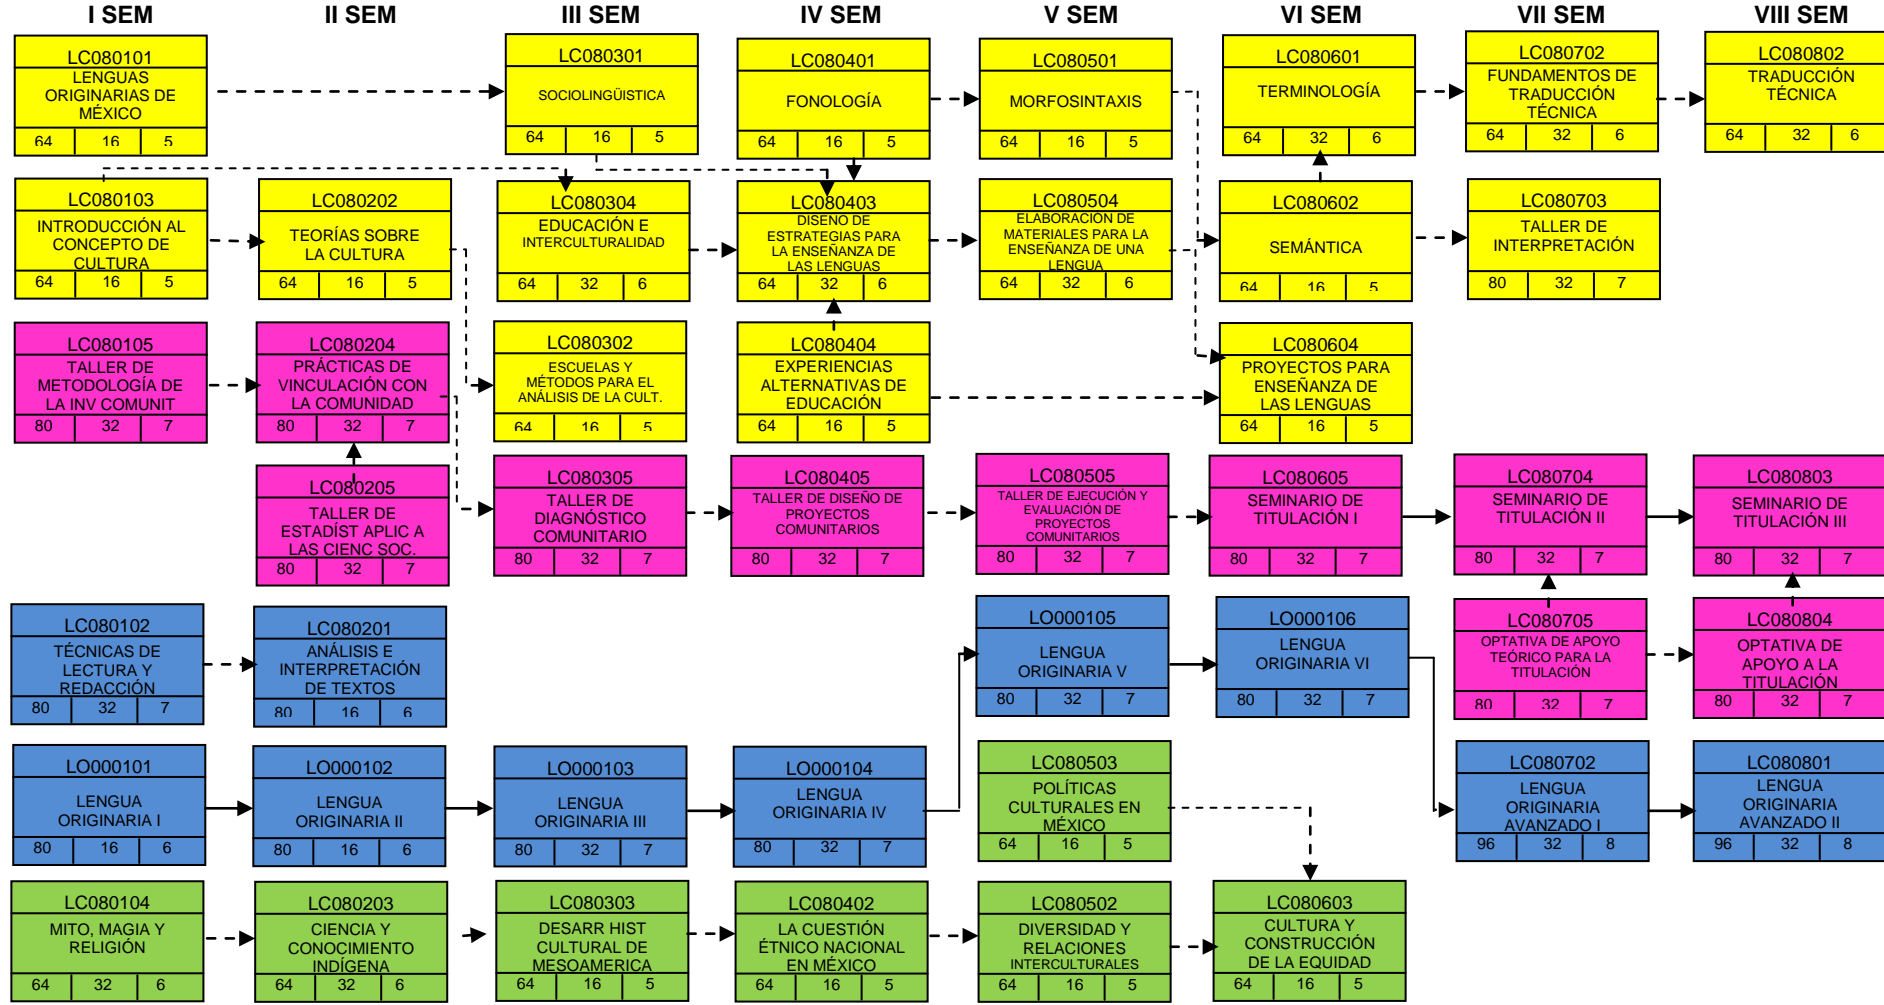 I SEM
II SEM
III SEM
IV SEM
V SEM
VI SEM
VII SEM
VIII SEM
LC080101
LENGUAS
ORIGINARIAS DE
MÉXICO
64 16 5
LC080301
SOCIOLINGÜISTICA
64 16 5
LC080401
FONOLOGÍA
64 16 5
LC080501
MORFOSINTAXIS
64 16 5
LC080601
TERMINOLOGÍA
64 32 6
LC080702
FUNDAMENTOS DE
TRADUCCIÓN
TÉCNICA
64 32 6
LC080802
TRADUCCIÓN
TÉCNICA
64 32 6
LC080103
INTRODUCCIÓN AL
CONCEPTO DE
CULTURA
64 16 5
LC080202
TEORÍAS SOBRE
LA CULTURA
64 16 5
LC080304
EDUCACIÓN E
INTERCULTURALIDAD
64 32 6
LC080403
DISEÑO DE
ESTRATEGIAS PARA
LA ENSEÑANZA DE
LAS LENGUAS
64 32 6
LC080504
ELABORACIÓN DE
MATERIALES PARA LA
ENSEÑANZA DE UNA
LENGUA
64 32 6
LC080602
SEMÁNTICA
64 16 5
LC080703
TALLER DE
INTERPRETACIÓN
80 32 7
LC080105
TALLER DE
METODOLOGÍA DE
LA INV COMUNIT
80 32 7
LC080204
PRÁCTICAS DE
VINCULACIÓN CON
LA COMUNIDAD
80 32 7
LC080302
ESCUELAS Y
MÉTODOS PARA EL
ANÁLISIS DE LA CULT.
64 16 5
LC080404
EXPERIENCIAS
ALTERNATIVAS DE
EDUCACIÓN
64 16 5
LC080604
PROYECTOS PARA
ENSEÑANZA DE
LAS LENGUAS
64 16 5
LC080205
TALLER DE
ESTADÍST APLIC A
LAS CIENC SOC.
80 32 7
LC080305
TALLER DE
DIAGNÓSTICO
COMUNITARIO
80 32 7
LC080405
TALLER DE DISEÑO DE
PROYECTOS
COMUNITARIOS
80 32 7
LC080505
TALLER DE EJECUCIÓN Y
EVALUACIÓN DE
PROYECTOS
COMUNITARIOS
80 32 7
LC080605
SEMINARIO DE
TITULACIÓN I
80 32 7
LC080704
SEMINARIO DE
TITULACIÓN II
80 32 7
LC080803
SEMINARIO DE
TITULACIÓN III
80 32 7
LC080102
TÉCNICAS DE
LECTURA Y
REDACCIÓN
80 32 7
LC080201
ANÁLISIS E
INTERPRETACIÓN
DE TEXTOS
80 16 6
LO000105
LENGUA
ORIGINARIA V
80 32 7
LO000106
LENGUA
ORIGINARIA VI
80 32 7
LC080705
OPTATIVA DE APOYO
TEÓRICO PARA LA
TITULACIÓN
80 32 7
LC080804
OPTATIVA DE
APOYO A LA
TITULACIÓN
80 32 7
LO000101
LENGUA
ORIGINARIA I
80 16 6
LO000102
LENGUA
ORIGINARIA II
80 16 6
LO000103
LENGUA
ORIGINARIA III
80 32 7
LO000104
LENGUA
ORIGINARIA IV
80 32 7
LC080503
POLÍTICAS
CULTURALES EN
MÉXICO
64 16 5
LC080702
LENGUA
ORIGINARIA
AVANZADO I
96 32 8
LC080801
LENGUA
ORIGINARIA
AVANZADO II
96 32 8
LC080104
MITO, MAGIA Y
RELIGIÓN
64 32 6
LC080203
CIENCIA Y
CONOCIMIENTO
INDÍGENA
64 32 6
LC080303
DESARR HIST
CULTURAL DE
MESOAMERICA
64 16 5
LC080402
LA CUESTIÓN
ÉTNICO NACIONAL
EN MÉXICO
64 16 5
LC080502
DIVERSIDAD Y
RELACIONES
INTERCULTURALES
64 16 5
LC080603
CULTURA Y
CONSTRUCCIÓN
DE LA EQUIDAD
64 16 5